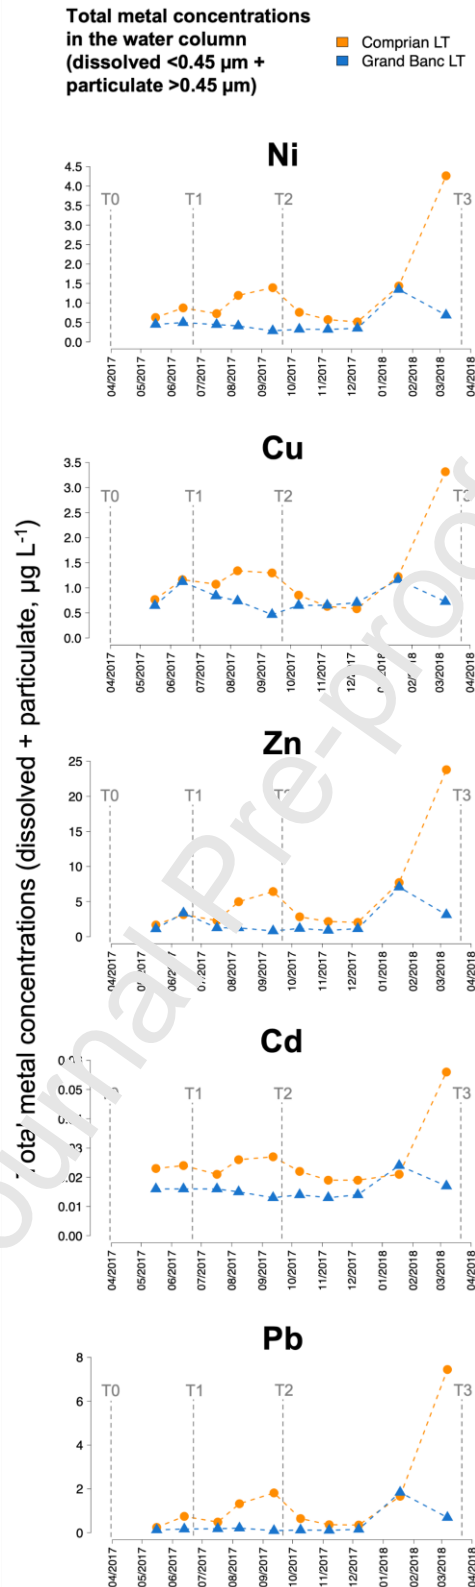 Total metal concentrations
in the water column
(dissolved <0.45 µm +
particulate >0.45 µm)
Comprian LT
Grand Banc LT
Total metal concentrations (dissolved + particulate, µg L-1)
Journal Pre-proof
Ni
4.5
4.0
3.5
3.0
2.5
2.0
1.5
1.0
0.5
0.0
T0 T1 T2 T3
04/2017 05/2017 06/2017 07/2017 08/2017 09/2017 10/2017 11/2017 12/2017 01/2018 02/2018 03/2018 04/2018
Cu
3.5
3.0
2.5
2.0
1.5
1.0
0.5
0.0
T0 T1 T2 T3
04/2017 05/2017 06/2017 07/2017 08/2017 09/2017 10/2017 11/2017 03/2018 04/2018
Zn
25
20
15
10
5
0
T0 T1 T3
04/2017 08/2017 09/2017 10/2017 11/2017 12/2017 01/2018 02/2018 03/2018 04/2018
Cd
0.05
0.02
0.01
0.00
T1 T2 T3
04/2017 05/2017 06/2017 07/2017 08/2017 09/2017 10/2017 11/2017 12/2017 01/2018 02/2018 03/2018 04/2018
Pb
8
6
4
2
0
T0 T1 T2 T3
04/2017 05/2017 06/2017 07/2017 08/2017 09/2017 10/2017 11/2017 12/2017 01/2018 02/2018 03/2018 04/2018